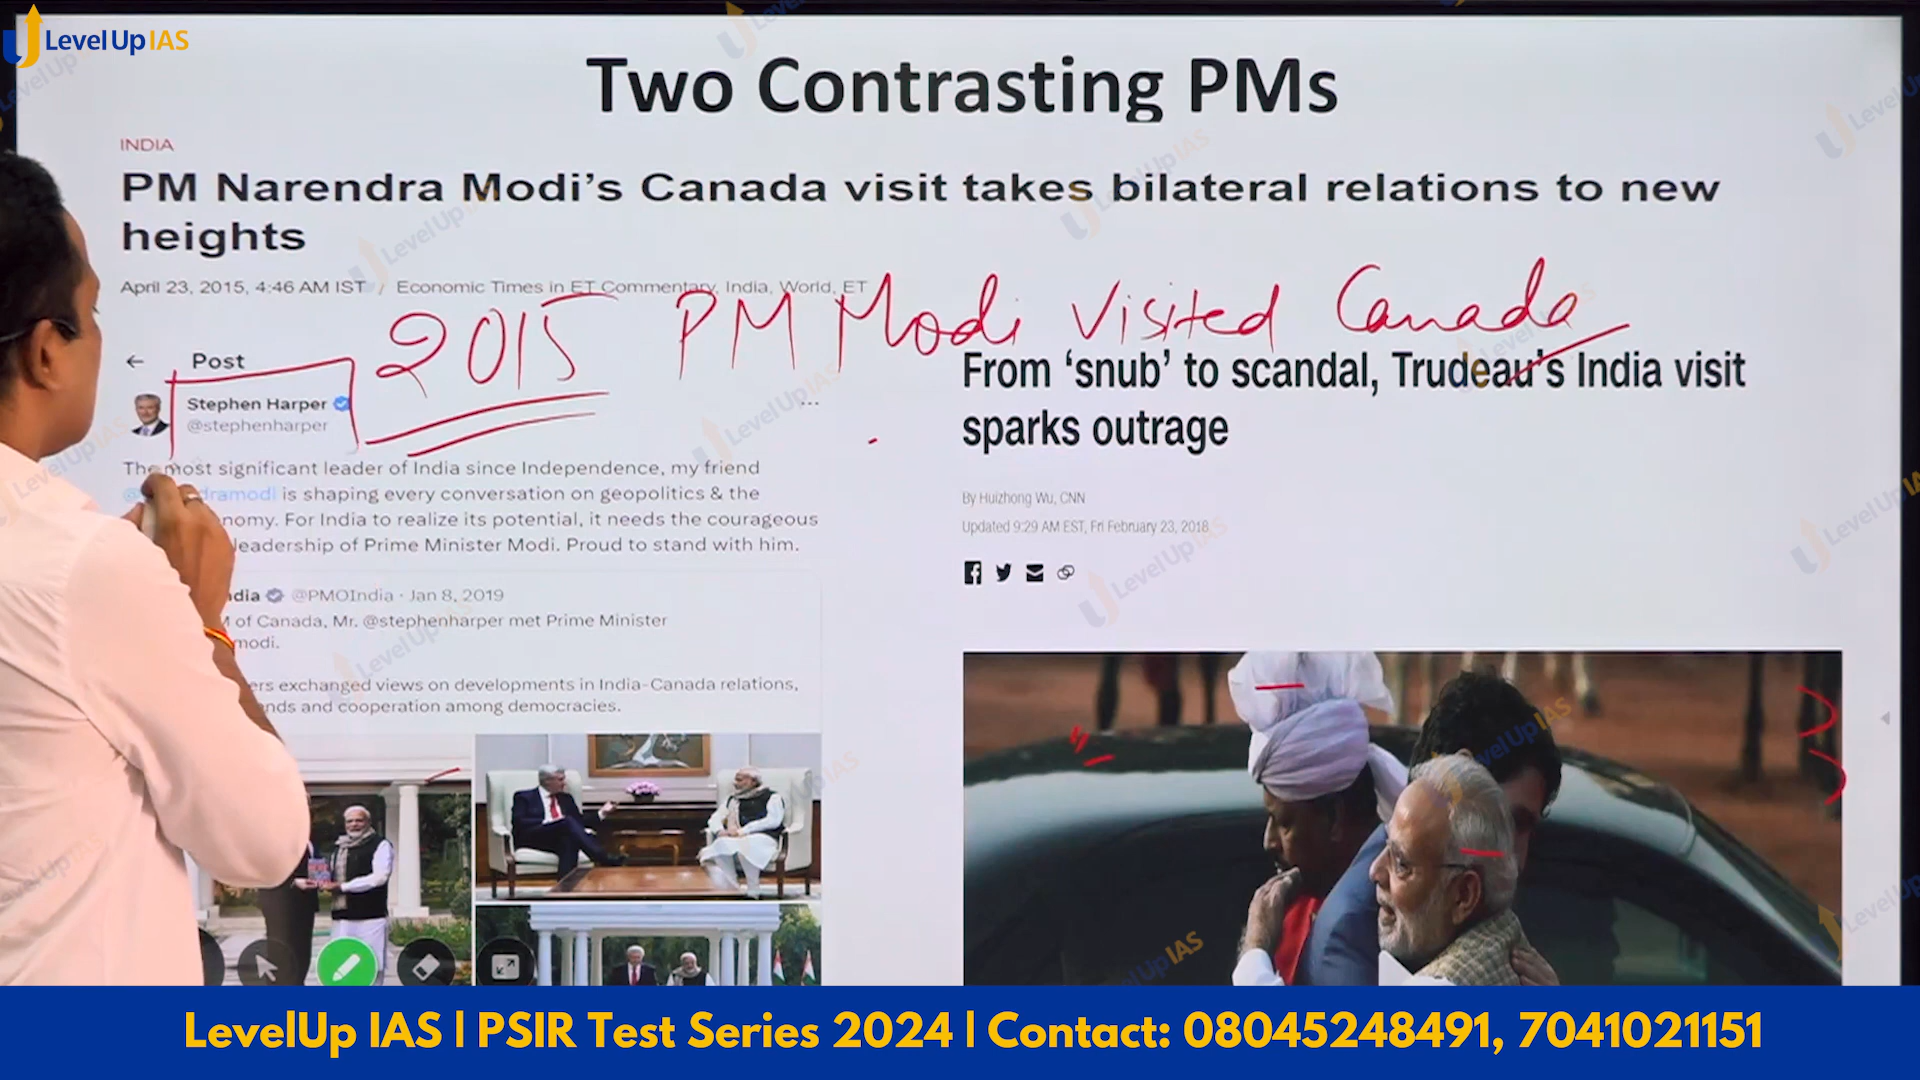 LevelUp IAS
Two Contrasting PMs
INDIA
PM Narendra Modi's Canada visit takes bilateral relations to new
heights
April 23, 2015, 4:46 AM IST / Economic Times in ET Commentary, India, World, ET
2015 PM Modi Visited Canada
← Post
Stephen Harper
@stephenharper
...
The most significant leader of India since Independence, my friend
dramodi is shaping every conversation on geopolitics & the
nomy. For India to realize its potential, it needs the courageous
leadership of Prime Minister Modi. Proud to stand with him.
dia @PMOIndia · Jan 8, 2019
of Canada, Mr. @stephenharper met Prime Minister
modi.
ers exchanged views on developments in India-Canada relations,
nds and cooperation among democracies.
From 'snub' to scandal, Trudeau's India visit
sparks outrage
By Huizhong Wu, CNN
Updated 9:29 AM EST, Fri February 23, 2018
LevelUp IAS | PSIR Test Series 2024 | Contact: 08045248491, 7041021151